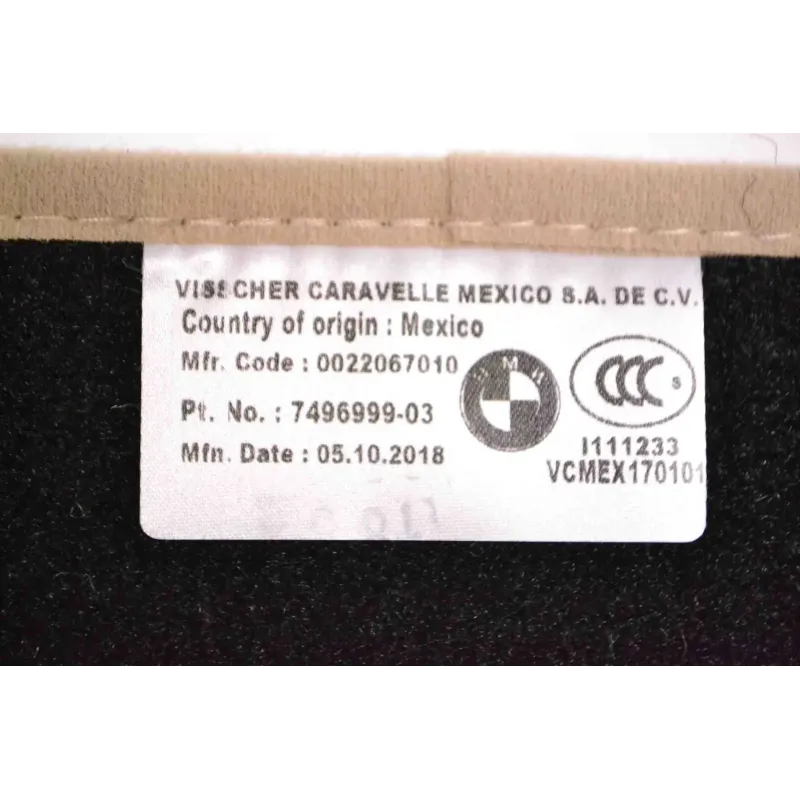 VISSCHER CARAVELLE MEXICO S.A. DE C.V.
Country of origin : Mexico
Mfr. Code : 0022067010
Pt. No. : 7496999-03
Mfn. Date : 05.10.2018
BMW
CCC S
I111233
VCMEX170101